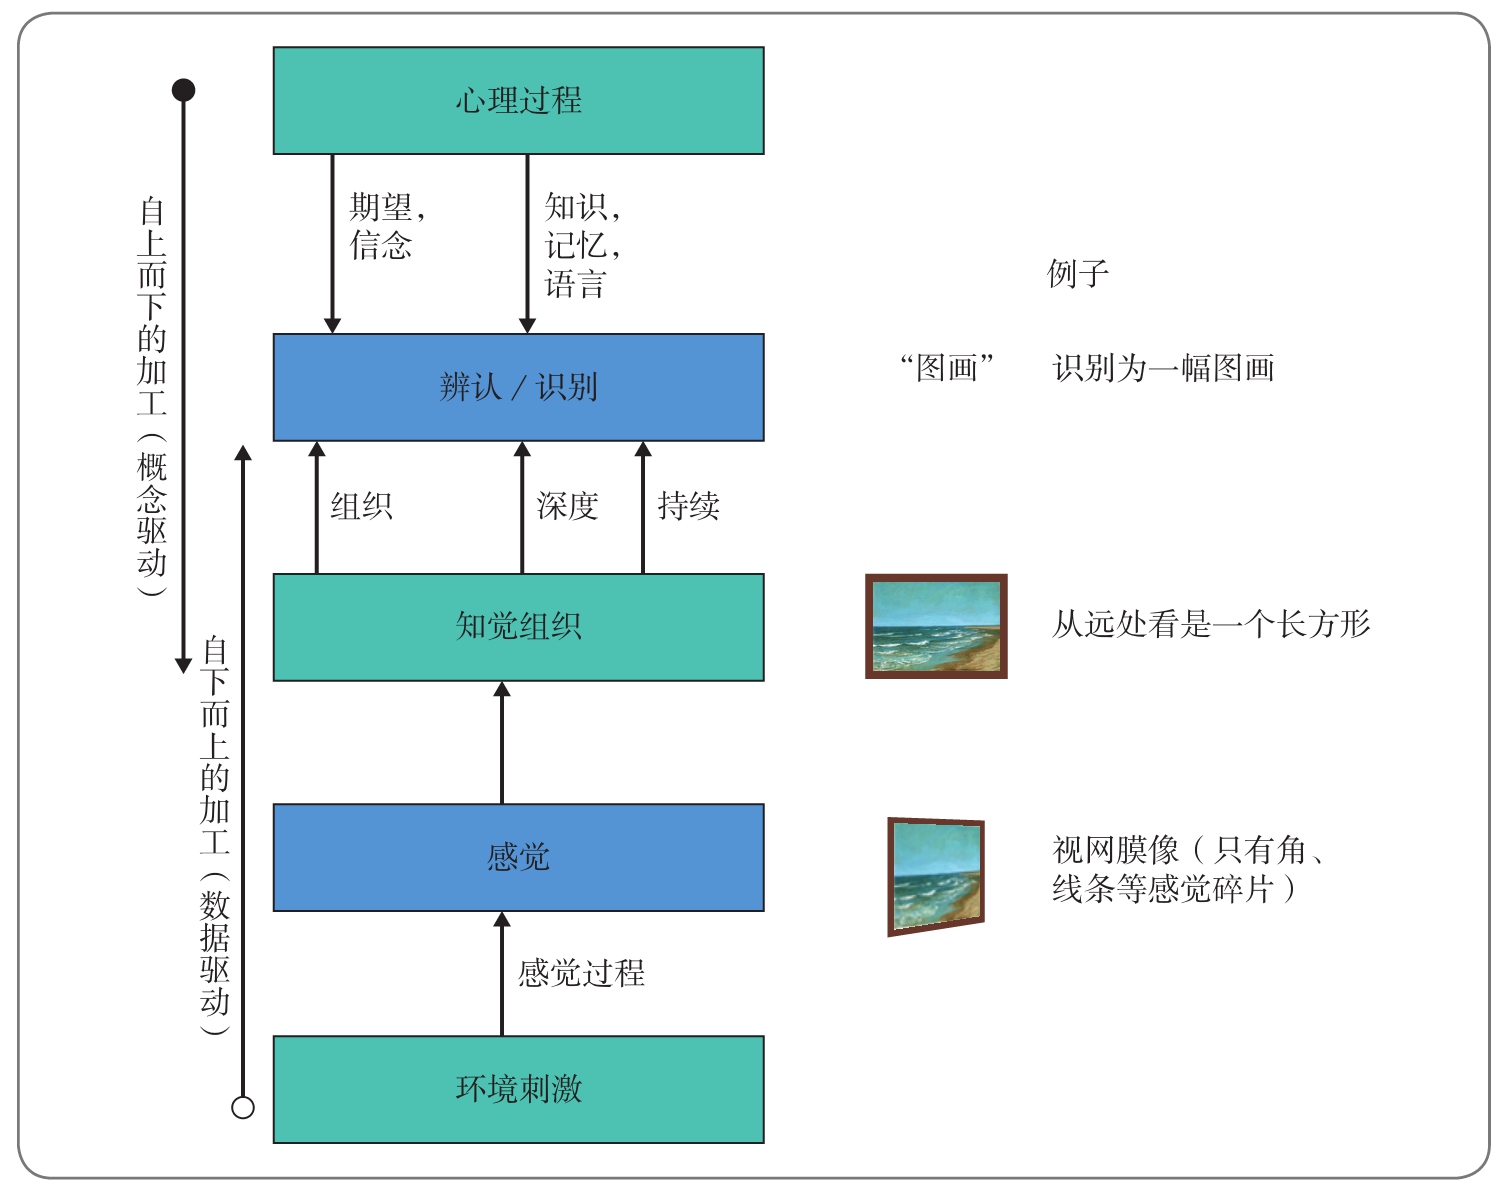 心理过程
期望，
信念
知识，
记忆，
语言
例子
辨认 / 识别
“图画”
识别为一幅图画
组织
深度
持续
知觉组织
从远处看是一个长方形
感觉
视网膜像（只有角、
线条等感觉碎片）
感觉过程
环境刺激
自上而下的加工（概念驱动）
自下而上的加工（数据驱动）